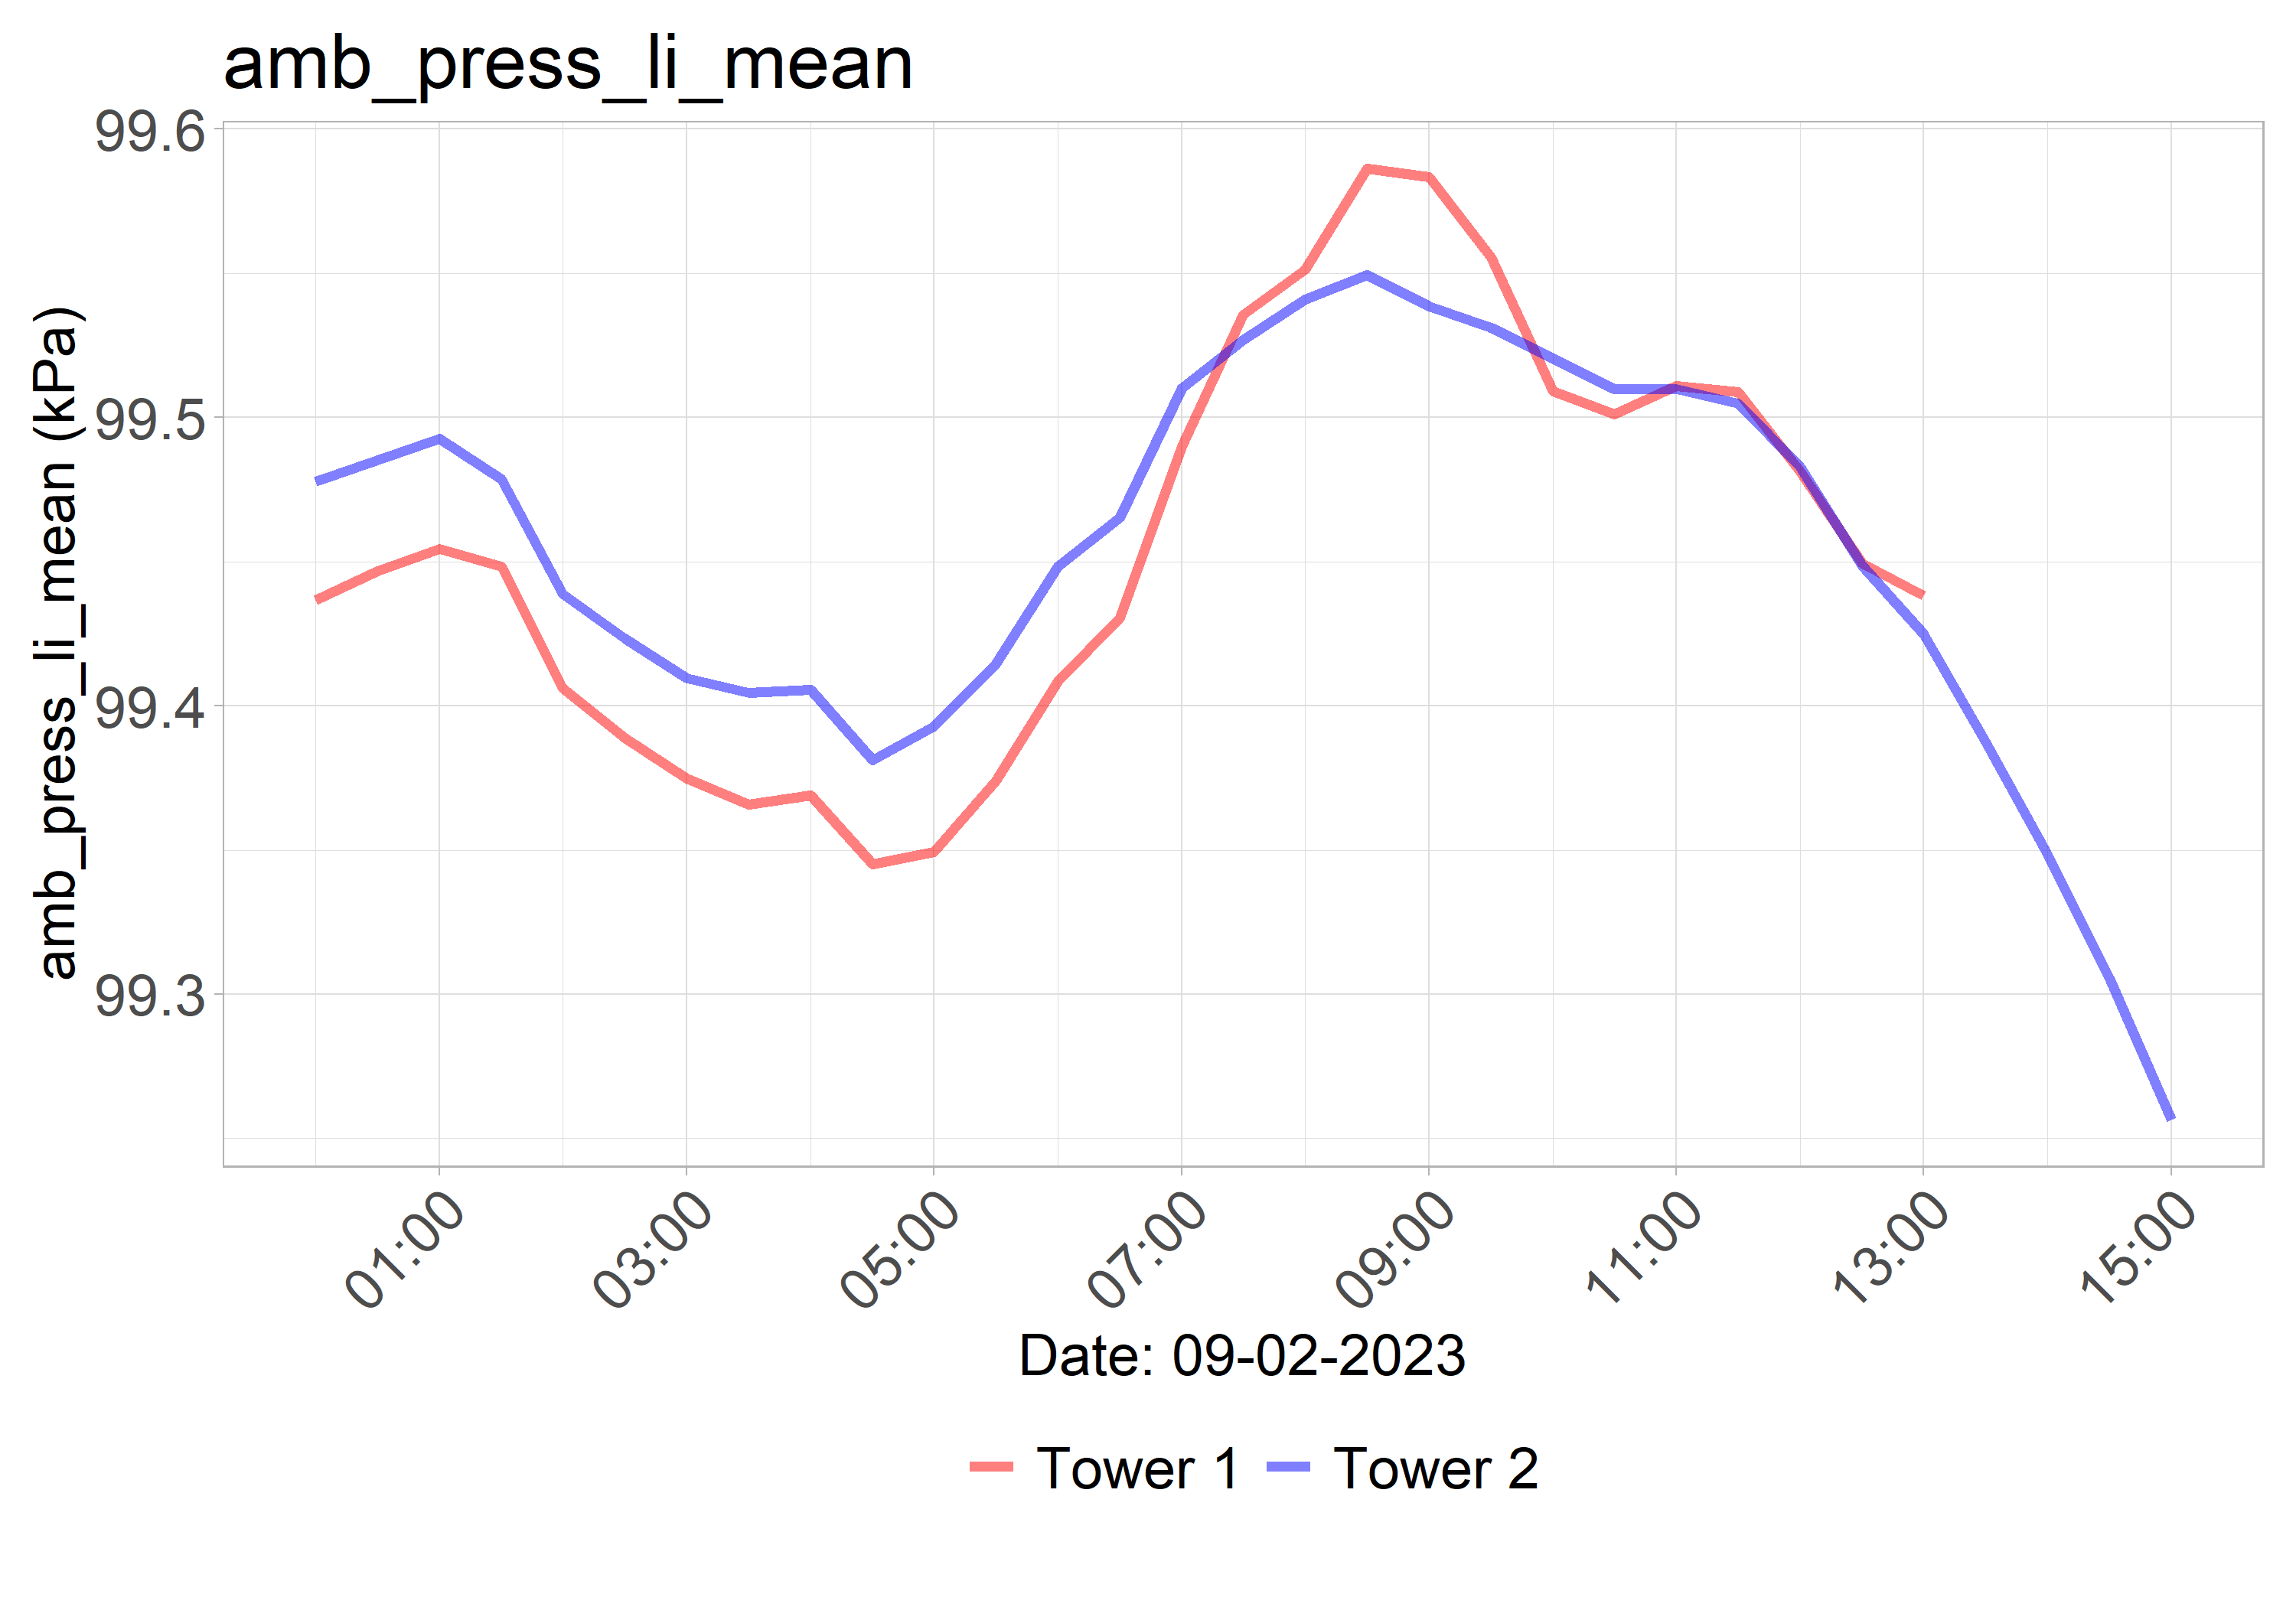 amb_press_li_mean
amb_press_li_mean (kPa)
99.6
99.5
99.4
99.3
01:00
03:00
05:00
07:00
09:00
11:00
13:00
15:00
Date: 09-02-2023
Tower 1
Tower 2